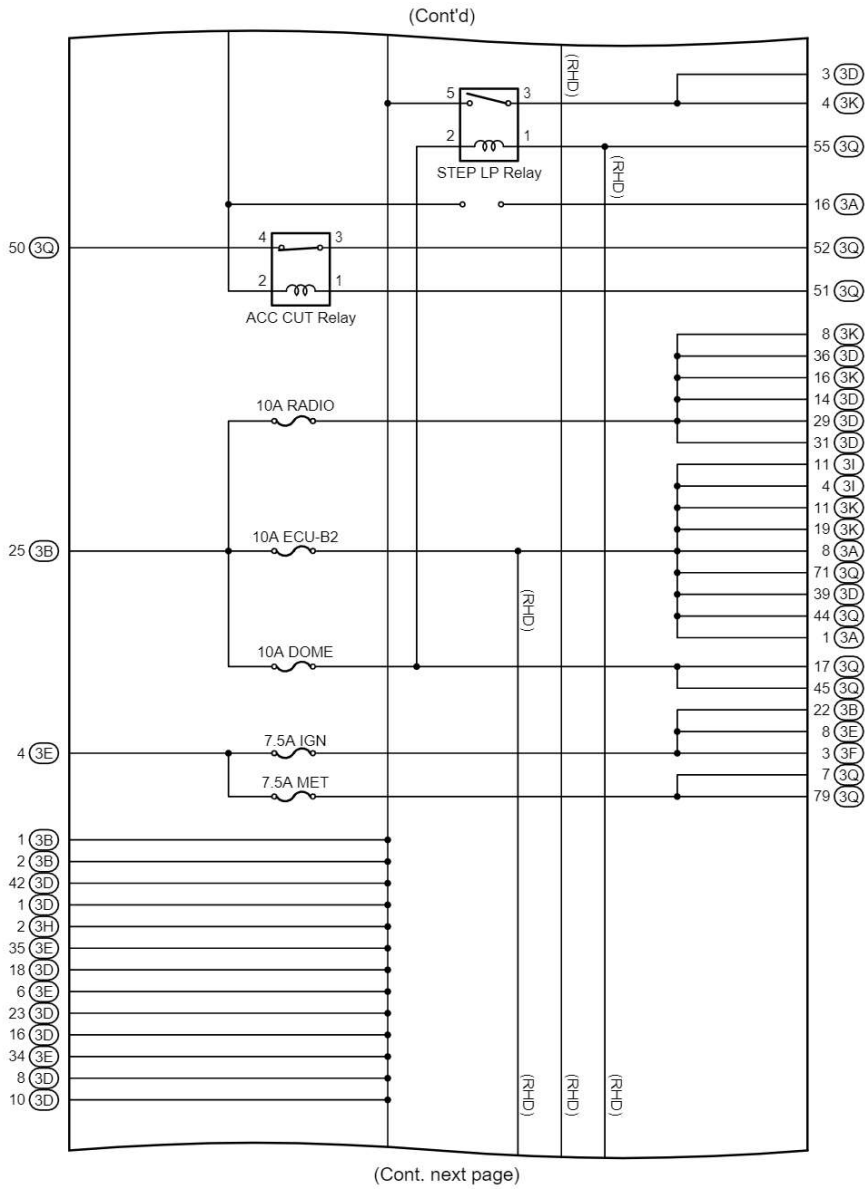 (Cont'd)
(RHD)
3 3D
5 3
4 3K
2 1
55 3Q
STEP LP Relay
(RHD)
16 3A
50 3Q
4 3
52 3Q
2 1
51 3Q
ACC CUT Relay
8 3K
36 3D
16 3K
14 3D
10A RADIO
29 3D
31 3D
11 3I
4 3I
11 3K
19 3K
25 3B
10A ECU-B2
8 3A
71 3Q
(RHD)
39 3D
44 3Q
1 3A
10A DOME
17 3Q
45 3Q
22 3B
8 3E
4 3E
7.5A IGN
3 3F
7 3Q
7.5A MET
79 3Q
1 3B
2 3B
42 3D
1 3D
2 3H
35 3E
18 3D
6 3E
23 3D
16 3D
34 3E
8 3D
10 3D
(RHD) (RHD) (RHD)
(Cont. next page)